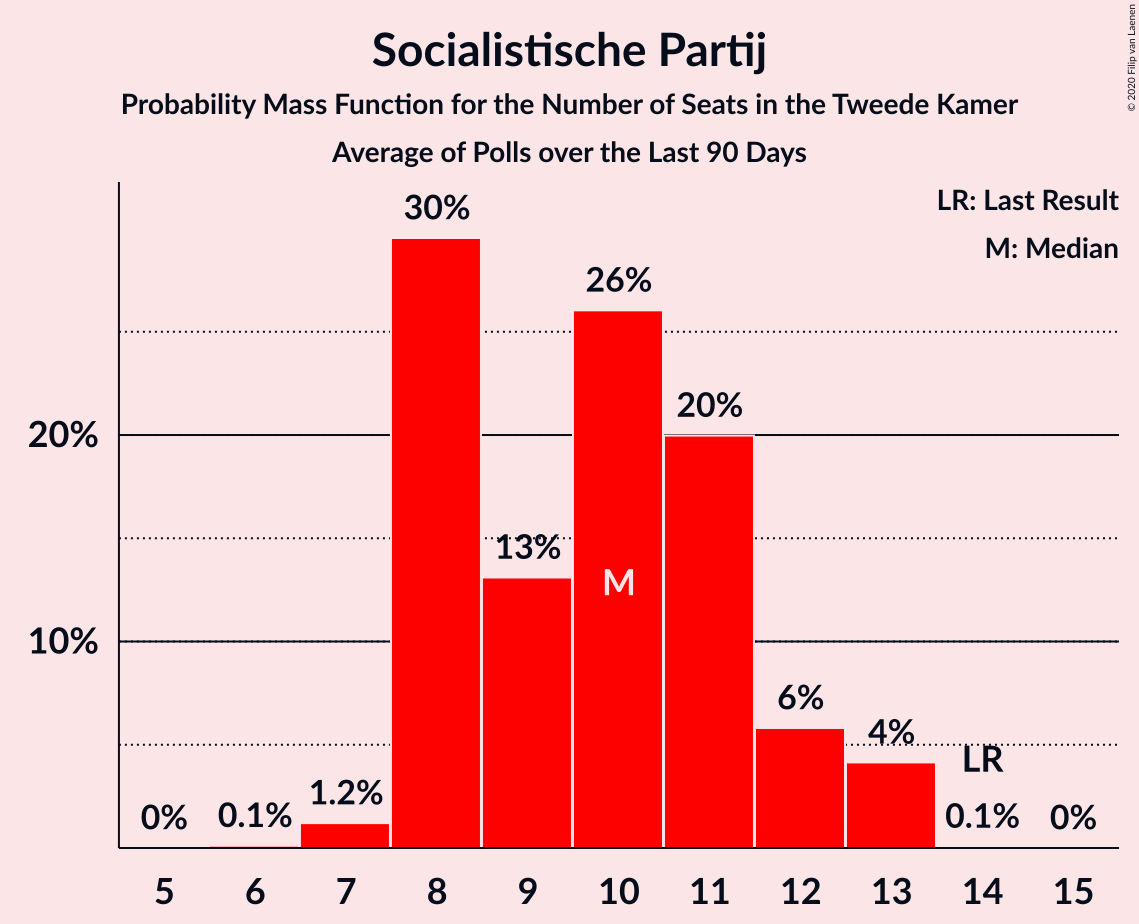 Socialistische Partij
Probability Mass Function for the Number of Seats in the Tweede Kamer
Average of Polls over the Last 90 Days
© 2020 Filip van Laenen
LR: Last Result
M: Median
30%
26%
20%
20%
13%
M
10%
6%
4%
LR
1.2%
0%
0.1%
0.1%
0%
5 6 7 8 9 10 11 12 13 14 15